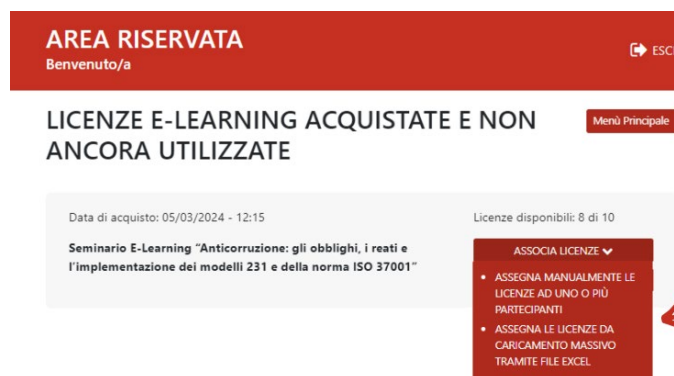 AREA RISERVATA
Benvenuto/a
LICENZE E-LEARNING ACQUISTATE E NON
ANCORA UTILIZZATE
Menù Principale
Data di acquisto: 05/03/2024 - 12:15
Seminario E-Learning "Anticorruzione: gli obblighi, i reati e
l'implementazione dei modelli 231 e della norma ISO 37001"
Licenze disponibili: 8 di 10
ASSOCIA LICENZE
• ASSEGNA MANUALMENTE LE
LICENZE AD UNO O PIÙ
PARTECIPANTI
• ASSEGNA LE LICENZE DA
CARICAMENTO MASSIVO
TRAMITE FILE EXCEL